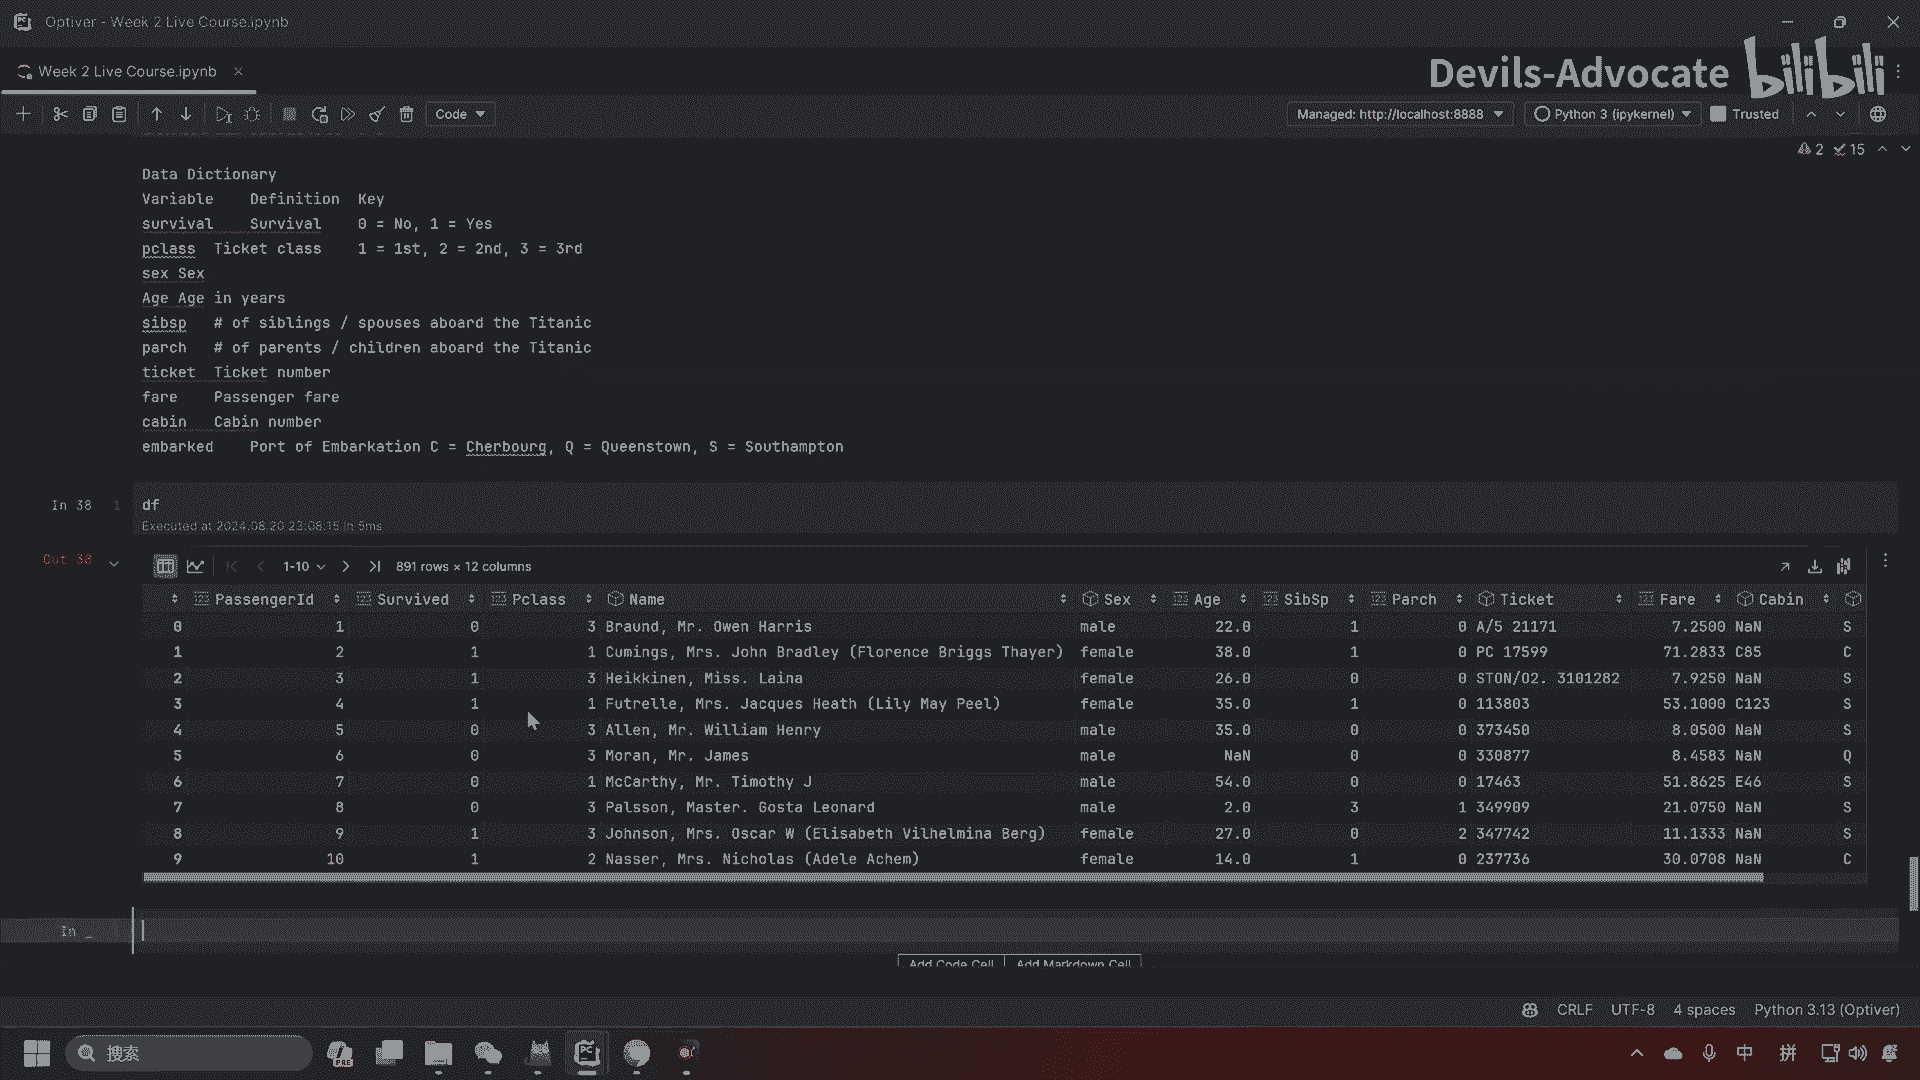 Optiver - Week 2 Live Course.ipynb
Week 2 Live Course.ipynb
Devils-Advocate bilibili
Code
Managed: http://localhost:8888 Python 3 (ipykernel) Trusted
2 15
Data Dictionary
Variable Definition Key
survival Survival 0 = No, 1 = Yes
pclass Ticket class 1 = 1st, 2 = 2nd, 3 = 3rd
sex Sex
Age Age in years
sibsp # of siblings / spouses aboard the Titanic
parch # of parents / children aboard the Titanic
ticket Ticket number
fare Passenger fare
cabin Cabin number
embarked Port of Embarkation C = Cherbourg, Q = Queenstown, S = Southampton
In 38 1 df
Executed at 2024.08.20 23:08:15 in 5ms
Out 38 1-10 891 rows × 12 columns
PassengerId Survived Pclass Name Sex Age SibSp Parch Ticket Fare Cabin
0 1 0 3 Braund, Mr. Owen Harris male 22.0 1 0 A/5 21171 7.2500 NaN S
1 2 1 1 Cumings, Mrs. John Bradley (Florence Briggs Thayer) female 38.0 1 0 PC 17599 71.2833 C85 C
2 3 1 3 Heikkinen, Miss. Laina female 26.0 0 0 STON/O2. 3101282 7.9250 NaN S
3 4 1 1 Futrelle, Mrs. Jacques Heath (Lily May Peel) female 35.0 1 0 113803 53.1000 C123 S
4 5 0 3 Allen, Mr. William Henry male 35.0 0 0 373450 8.0500 NaN S
5 6 0 3 Moran, Mr. James male NaN 0 0 330877 8.4583 NaN Q
6 7 0 1 McCarthy, Mr. Timothy J male 54.0 0 0 17463 51.8625 E46 S
7 8 0 3 Palsson, Master. Gosta Leonard male 2.0 3 1 349909 21.0750 NaN S
8 9 1 3 Johnson, Mrs. Oscar W (Elisabeth Vilhelmina Berg) female 27.0 0 2 347742 11.1333 NaN S
9 10 1 2 Nasser, Mrs. Nicholas (Adele Achem) female 14.0 1 0 237736 30.0708 NaN C
In _ 1
Add Code Cell Add Markdown Cell
CRLF UTF-8 4 spaces Python 3.13 (Optiver)
搜索 PRE PC 中 拼